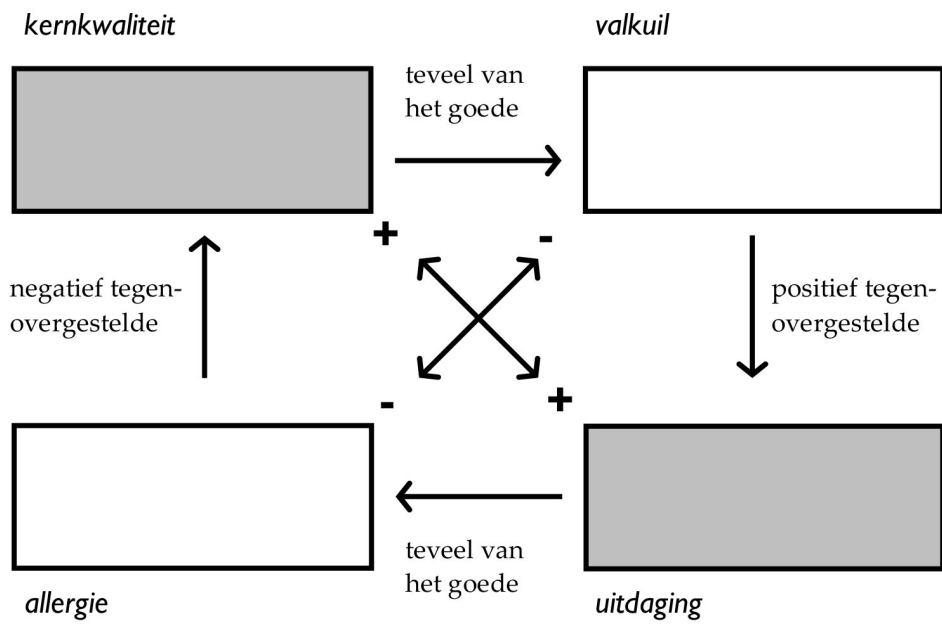 kernkwaliteit
valkuil
teveel van
het goede
+
-
negatief tegen-
overgestelde
positief tegen-
overgestelde
-
+
teveel van
het goede
allergie
uitdaging